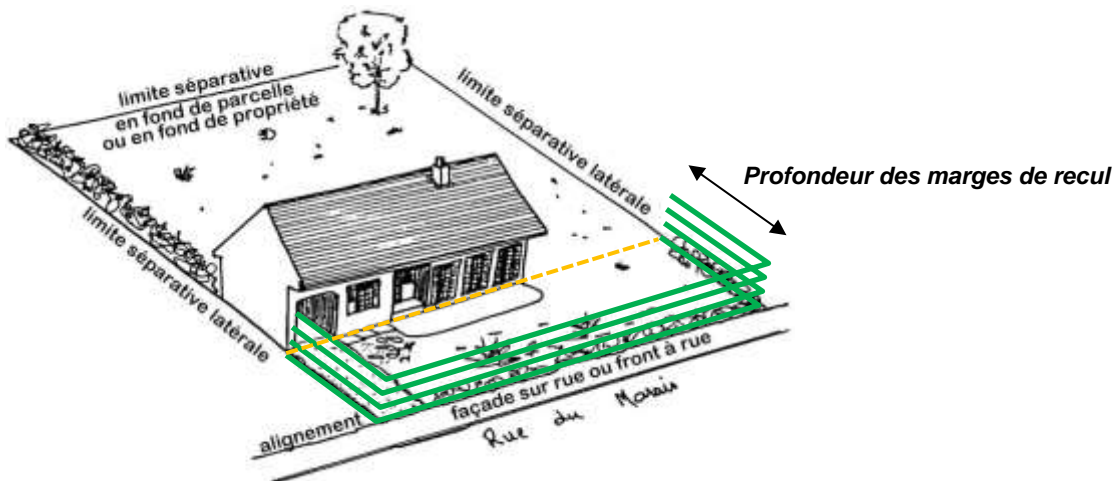 limite séparative
en fond de parcelle
ou en fond de propriété
limite séparative latérale
Profondeur des marges de recul
limite séparative latérale
façade sur rue ou front à rue
alignement
Rue du Marais